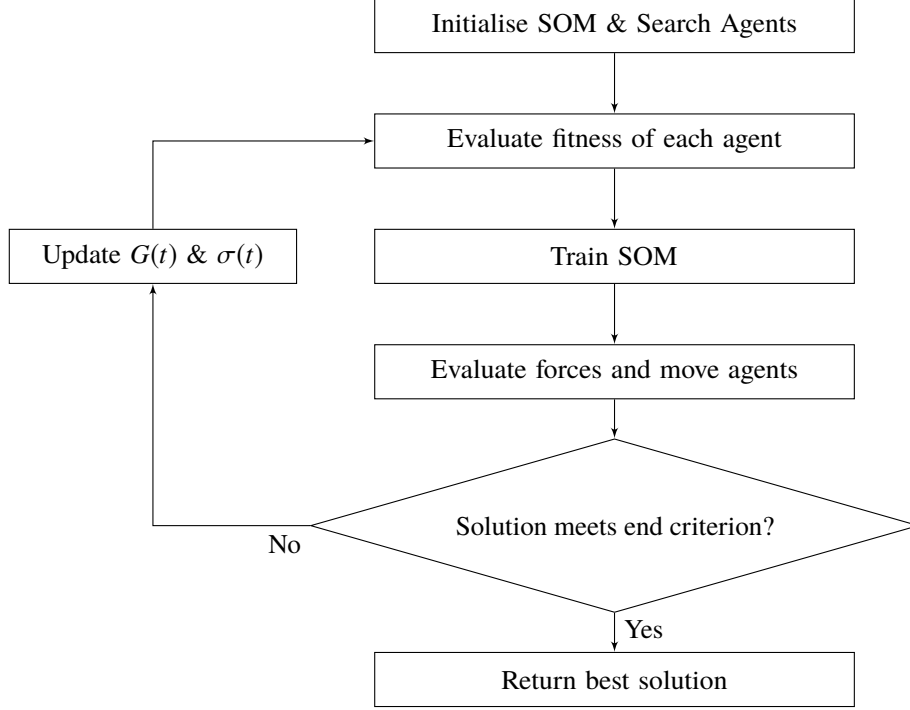 Initialise SOM & Search Agents
Evaluate fitness of each agent
Update G(t) & σ(t)
Train SOM
Evaluate forces and move agents
Solution meets end criterion?
No
Yes
Return best solution